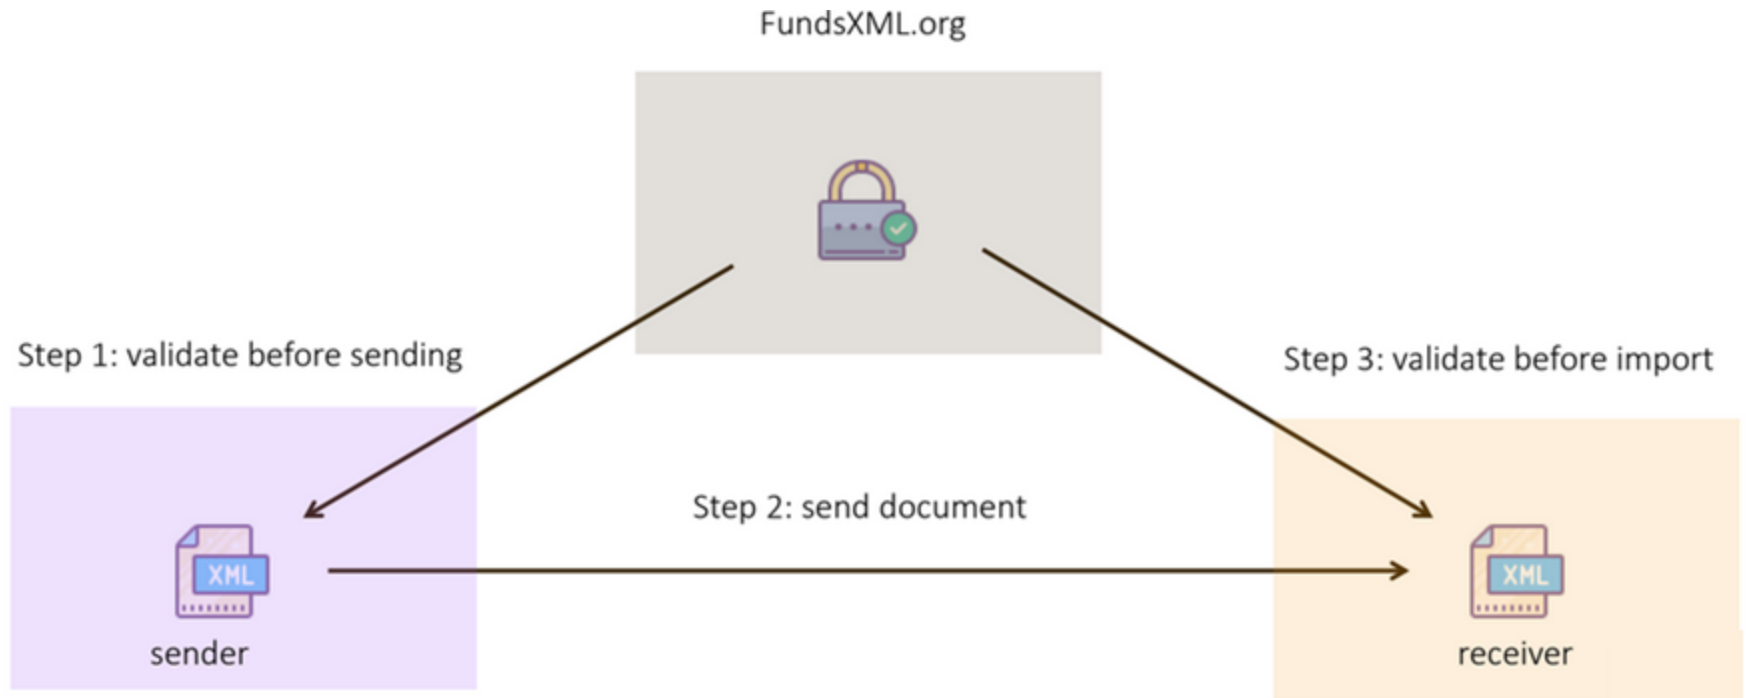 FundsXML.org
Step 1: validate before sending
Step 3: validate before import
Step 2: send document
XML
XML
sender
receiver